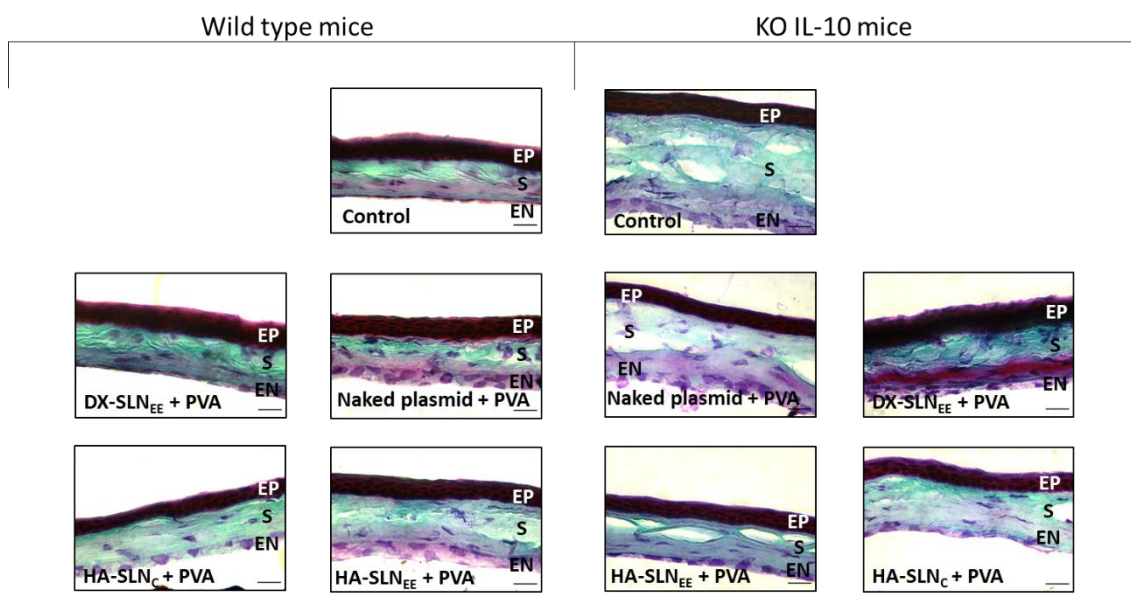 Wild type mice
KO IL-10 mice
EP
S
EN
Control
EP
S
EN
Control
EP
S
EN
DX-SLNEE + PVA
EP
S
EN
Naked plasmid + PVA
EP
S
EN
Naked plasmid + PVA
EP
S
EN
DX-SLNEE + PVA
EP
S
EN
HA-SLNC + PVA
EP
S
EN
HA-SLNEE + PVA
EP
S
EN
HA-SLNEE + PVA
EP
S
EN
HA-SLNC + PVA